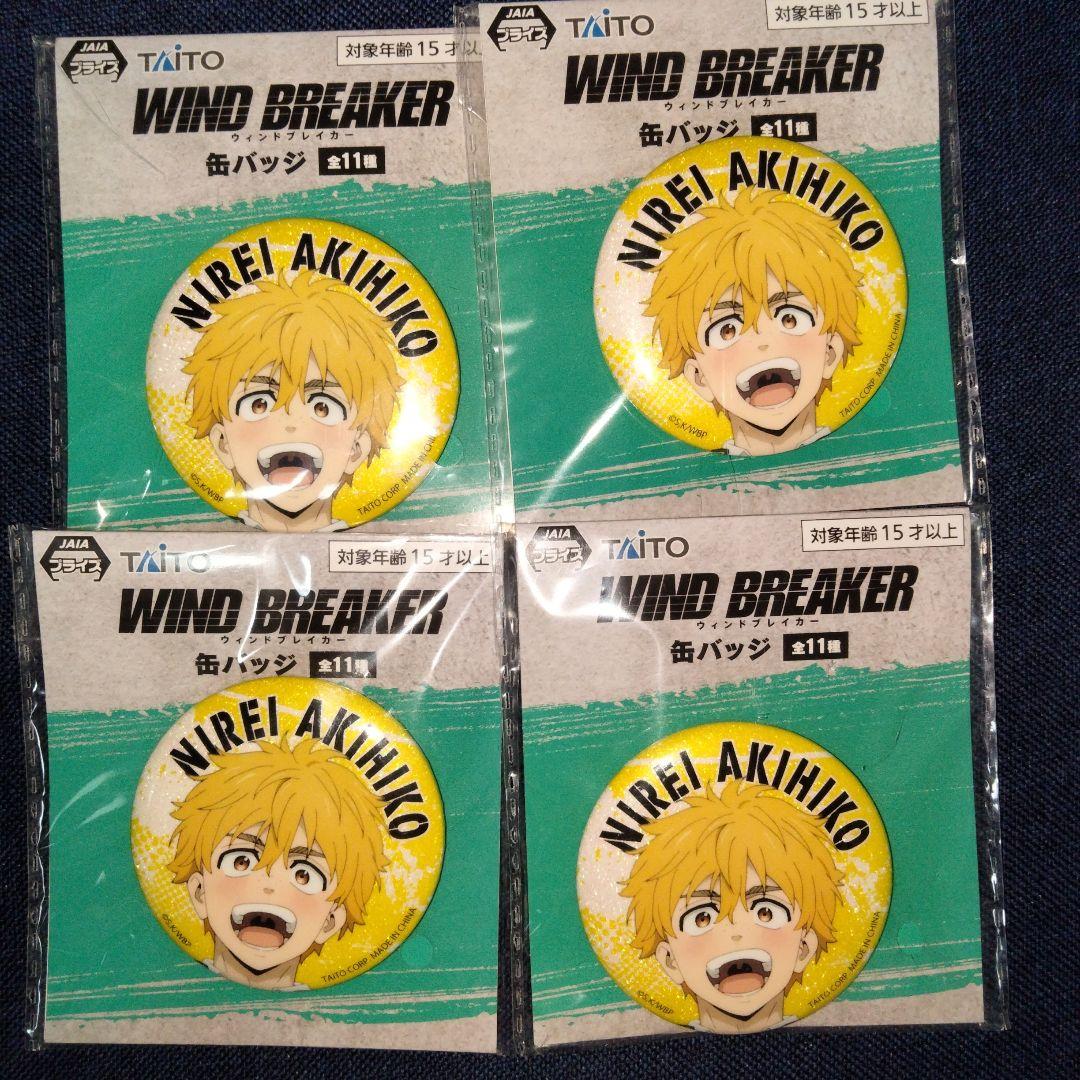 JAIA
プライズ
TAITO
対象年齢15才以上
WIND BREAKER
ウィンドブレイカー
缶バッジ 全11種
NIREI AKIHIKO
©S.K/WBP
TAITO CORP. MADE IN CHI
JAIA
プライズ
TAITO
対象年齢15才以上
WIND BREAKER
ウィンドブレイカー
缶バッジ 全11種
NIREI AKIHIKO
©S.K/WBP
TAITO CORP. MADE IN CHINA
JAIA
プライズ
TAITO
対象年齢15才以上
WIND BREAKER
ウィンドブレイカー
缶バッジ 全11種
NIREI AKIHIKO
©S.K/WBP
TAITO CORP. MADE IN CHINA
JAIA
プライズ
TAITO
対象年齢15才以上
WIND BREAKER
ウィンドブレイカー
缶バッジ 全11種
NIREI AKIHIKO
©S.K/WBP
TAITO CORP. MADE IN CHINA